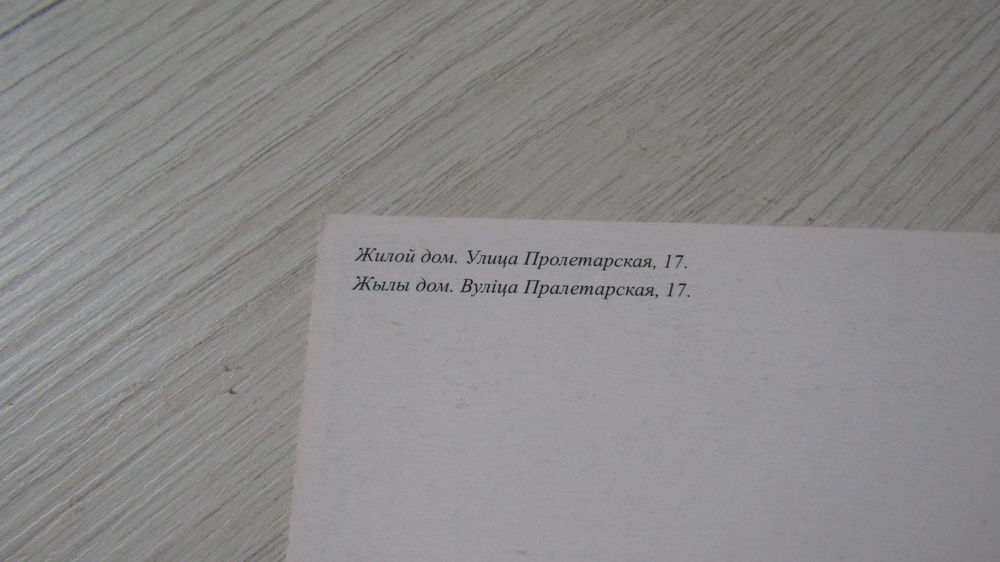 Жилой дом. Улица Пролетарская, 17.
Жылы дом. Вуліца Пралетарская, 17.